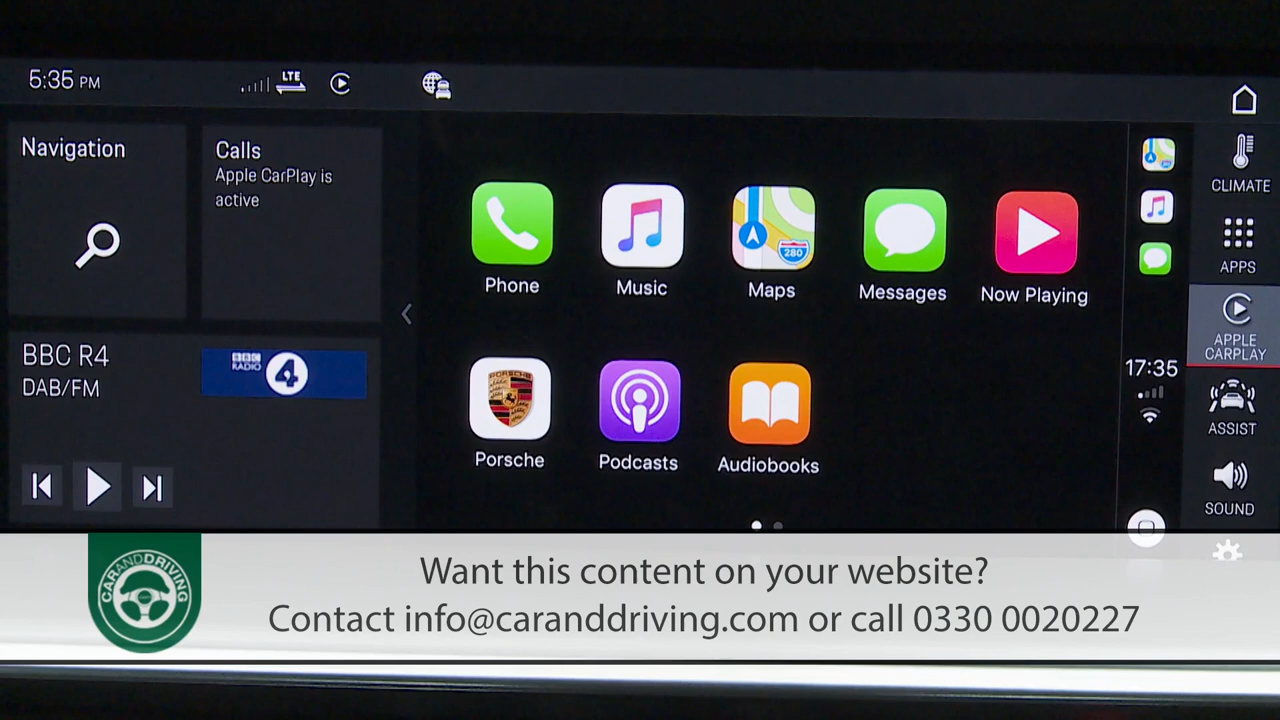 5:35 PM
LTE
Navigation
Calls
Apple CarPlay is
active
BBC R4
DAB/FM
BBC
RADIO
4
Phone
Music
Maps
280
Messages
Now Playing
PORSCHE
Porsche
Podcasts
Audiobooks
17:35
CLIMATE
APPS
APPLE
CARPLAY
ASSIST
SOUND
CARANDDRIVING
Want this content on your website?
Contact info@caranddriving.com or call 0330 0020227